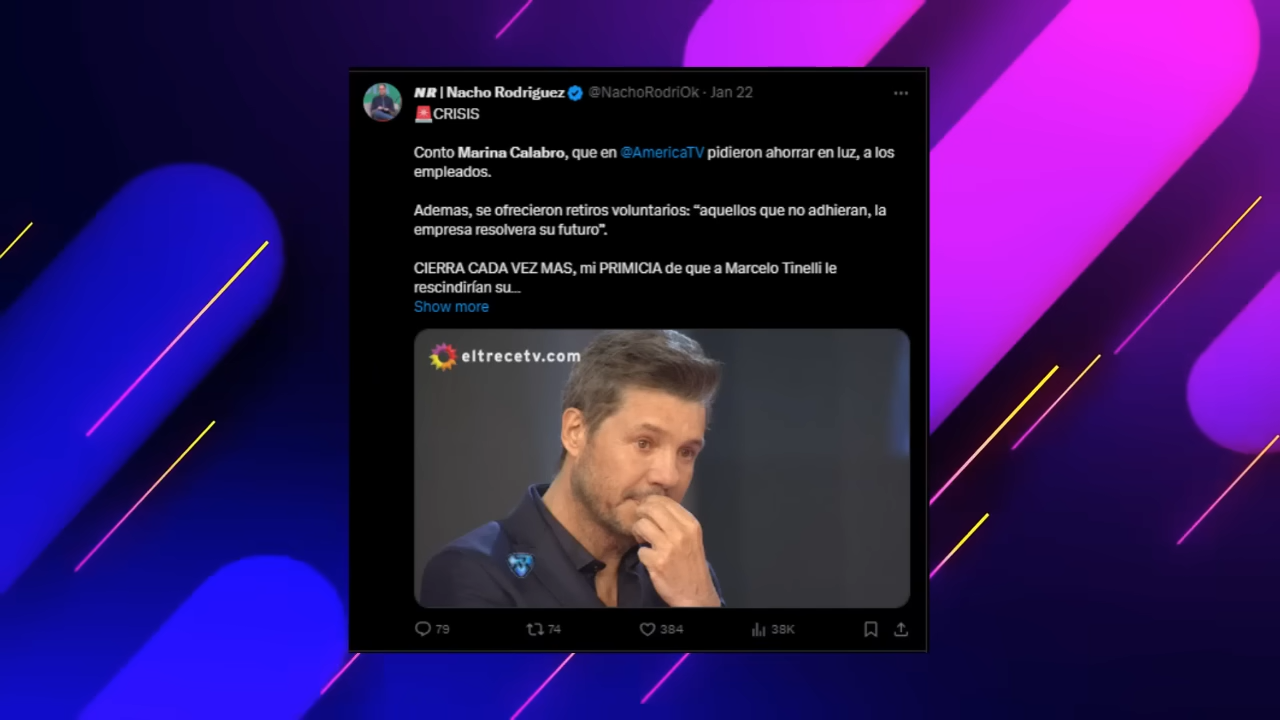 NR | Nacho Rodriguez @NachoRodriOk · Jan 22
🚨CRISIS
Conto Marina Calabro, que en @AmericaTV pidieron ahorrar en luz, a los
empleados.
Ademas, se ofrecieron retiros voluntarios: “aquellos que no adhieran, la
empresa resolvera su futuro”.
CIERRA CADA VEZ MAS, mi PRIMICIA de que a Marcelo Tinelli le
rescindirían su...
Show more
eltrecetv.com
79 74 384 38K